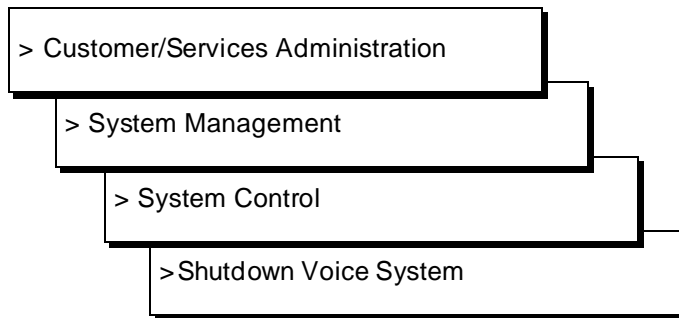 > Customer/Services Administration
> System Management
> System Control
>Shutdown Voice System